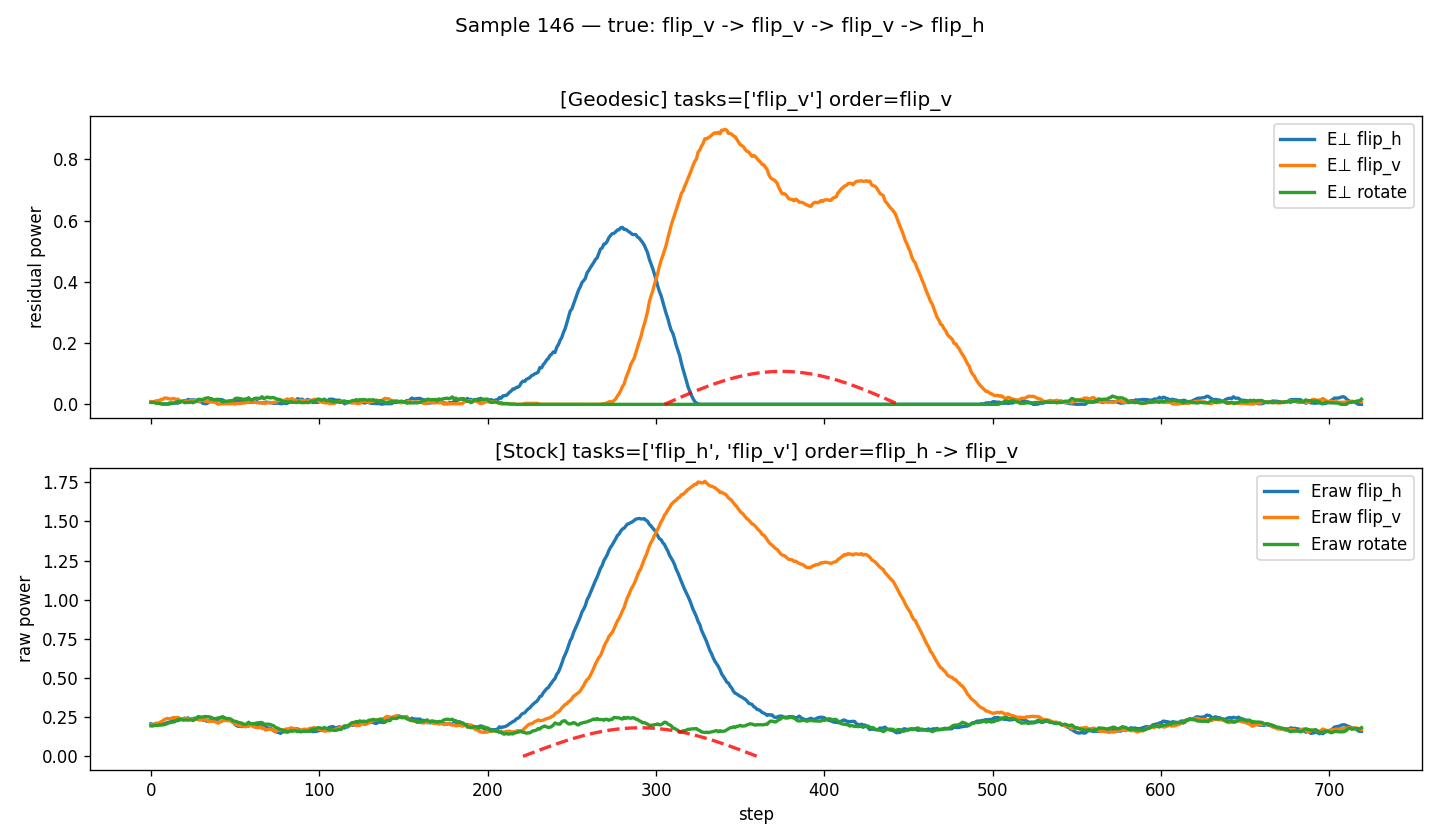 Sample 146 — true: flip_v -> flip_v -> flip_v -> flip_h
[Geodesic] tasks=['flip_v'] order=flip_v
residual power
0.8
0.6
0.4
0.2
0.0
E⊥ flip_h
E⊥ flip_v
E⊥ rotate
[Stock] tasks=['flip_h', 'flip_v'] order=flip_h -> flip_v
raw power
1.75
1.50
1.25
1.00
0.75
0.50
0.25
0.00
Eraw flip_h
Eraw flip_v
Eraw rotate
0 100 200 300 400 500 600 700
step